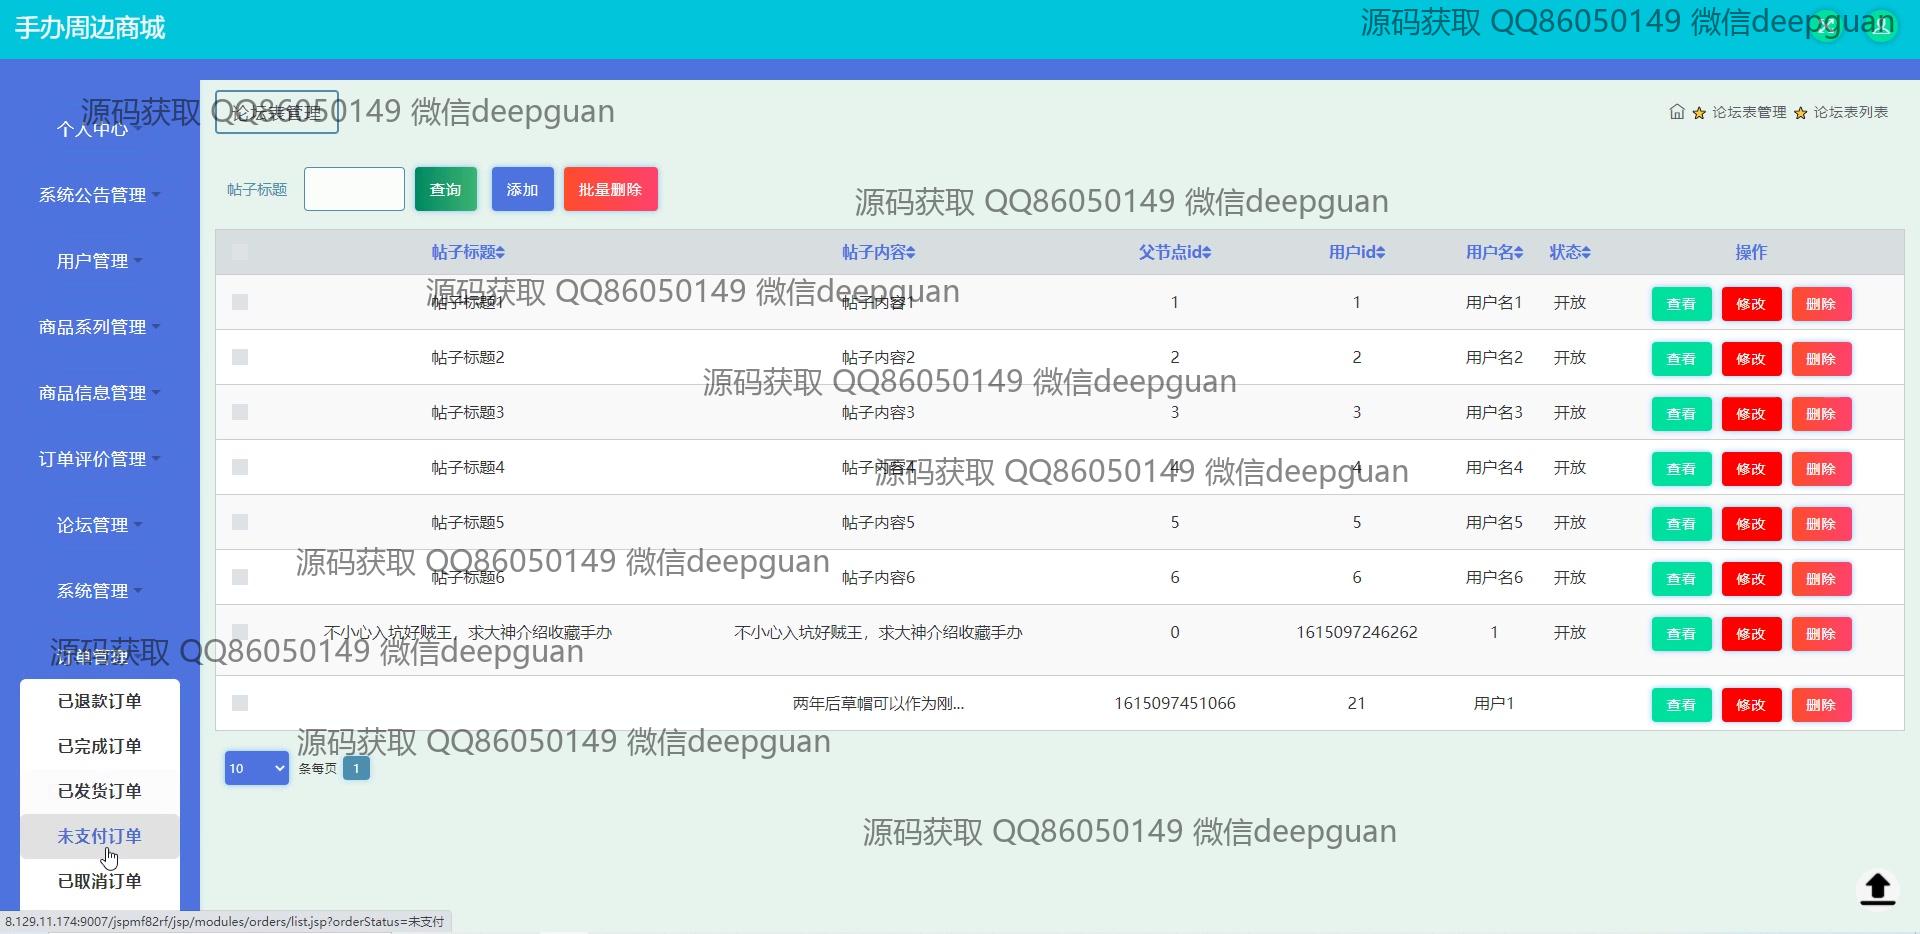 手办周边商城
源码获取 QQ86050149 微信deepguan
源码获取 QQ86050149 微信deepguan
论坛表管理
论坛表管理 论坛表列表
个人中心
系统公告管理
用户管理
商品系列管理
商品信息管理
订单评价管理
论坛管理
系统管理
订单管理
已退款订单
已完成订单
已发货订单
未支付订单
已取消订单
帖子标题 查询 添加 批量删除
源码获取 QQ86050149 微信deepguan
帖子标题 帖子内容 父节点id 用户id 用户名 状态 操作
源码获取 QQ86050149 微信deepguan
帖子标题1 帖子内容1 1 1 用户名1 开放 查看 修改 删除
帖子标题2 帖子内容2 2 2 用户名2 开放 查看 修改 删除
源码获取 QQ86050149 微信deepguan
帖子标题3 帖子内容3 3 3 用户名3 开放 查看 修改 删除
帖子标题4 帖子内容4 4 4 用户名4 开放 查看 修改 删除
源码获取 QQ86050149 微信deepguan
帖子标题5 帖子内容5 5 5 用户名5 开放 查看 修改 删除
源码获取 QQ86050149 微信deepguan
帖子标题6 帖子内容6 6 6 用户名6 开放 查看 修改 删除
不小心入坑好贼王，求大神介绍收藏手办 不小心入坑好贼王，求大神介绍收藏手办 0 1615097246262 1 开放 查看 修改 删除
源码获取 QQ86050149 微信deepguan
两年后草帽可以作为刚... 1615097451066 21 用户1 查看 修改 删除
源码获取 QQ86050149 微信deepguan
10 条每页 1
源码获取 QQ86050149 微信deepguan
8.129.11.174:9007/jspmf82rf/jsp/modules/orders/list.jsp?orderStatus=未支付